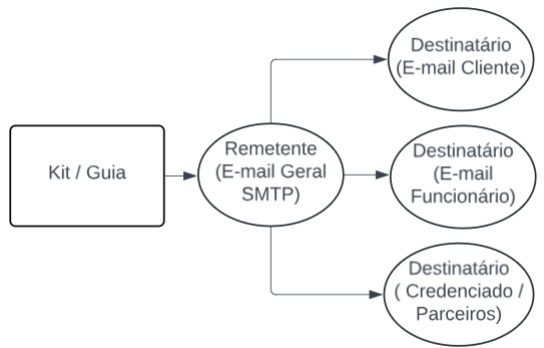 Kit / Guia
Remetente
(E-mail Geral
SMTP)
Destinatário
(E-mail Cliente)
Destinatário
(E-mail
Funcionário)
Destinatário
( Credenciado /
Parceiros)